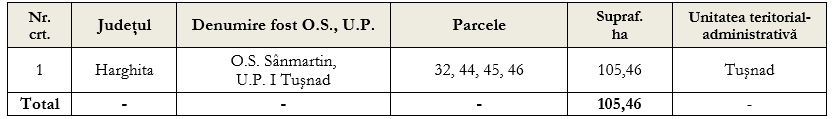 Nr. crt. Județul Denumire fost O.S., U.P. Parcele Supraf. ha Unitatea teritorial-administrativă
1 Harghita O.S. Sânmartin, U.P. I Tușnad 32, 44, 45, 46 105,46 Tușnad
Total - - - 105,46 -